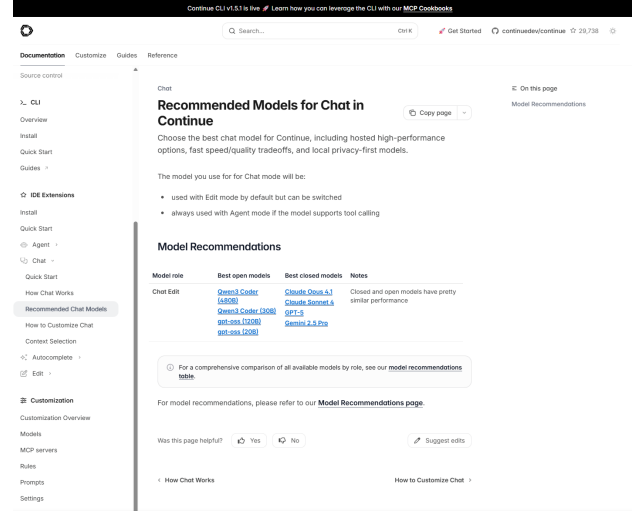 Continue CLI v1.5.1 is live 🚀 Learn how you can leverage the CLI with our MCP Cookbooks
Search...
Ctrl K
🚀 Get Started
continuedev/continue ☆ 29,738
Documentation Customize Guides Reference
Source control
CLI
Overview
Install
Quick Start
Guides
IDE Extensions
Install
Quick Start
Agent
Chat
Quick Start
How Chat Works
Recommended Chat Models
How to Customize Chat
Context Selection
Autocomplete
Edit
Customization
Customization Overview
Models
MCP servers
Rules
Prompts
Settings
Chat
Recommended Models for Chat in
Continue
Copy page
Choose the best chat model for Continue, including hosted high-performance
options, fast speed/quality tradeoffs, and local privacy-first models.
The model you use for for Chat mode will be:
• used with Edit mode by default but can be switched
• always used with Agent mode if the model supports tool calling
Model Recommendations
Model role Best open models Best closed models Notes
Chat Edit
Qwen3 Coder
(480B)
Qwen3 Coder (30B)
gpt-oss (120B)
gpt-oss (20B)
Claude Opus 4.1
Claude Sonnet 4
GPT-5
Gemini 2.5 Pro
Closed and open models have pretty
similar performance
For a comprehensive comparison of all available models by role, see our model recommendations
table.
For model recommendations, please refer to our Model Recommendations page.
Was this page helpful?
Yes
No
Suggest edits
‹ How Chat Works
How to Customize Chat ›
On this page
Model Recommendations